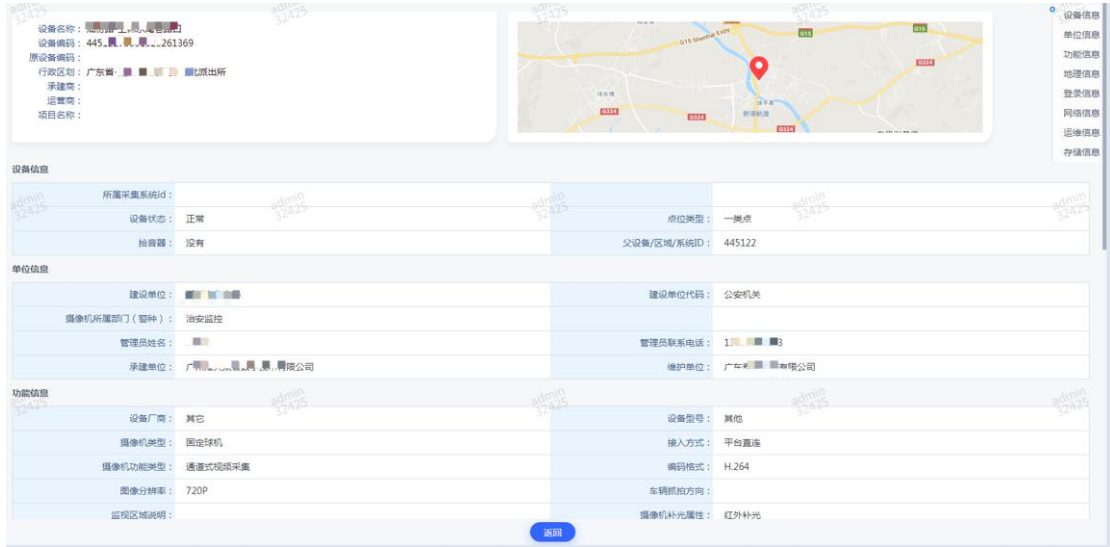 设备名称：
设备编码：445 261369
原设备编码：
行政区划：广东省 派出所
承建商：
运营商：
项目名称：
G15 Shenhai Expy
G15
G15
G324
G324
G324
G324
设备信息
单位信息
功能信息
地理信息
登录信息
网络信息
运维信息
存储信息
设备信息
所属采集系统id：
设备状态： 正常 点位类型： 一类点
拾音器： 没有 父设备/区域/系统ID： 445122
单位信息
建设单位： 建设单位代码： 公安机关
摄像机所属部门（警种）： 治安监控
管理员姓名： 管理员联系电话： 1 3
承建单位： 广 有限公司 维护单位： 广东 有限公司
功能信息
设备厂商： 其它 设备型号： 其他
摄像机类型： 固定球机 接入方式： 平台直连
摄像机功能类型： 通道式视频采集 编码格式： H.264
图像分辨率： 720P 车辆抓拍方向：
监视区域说明： 摄像机补光属性： 红外补光
返回
admin
32425